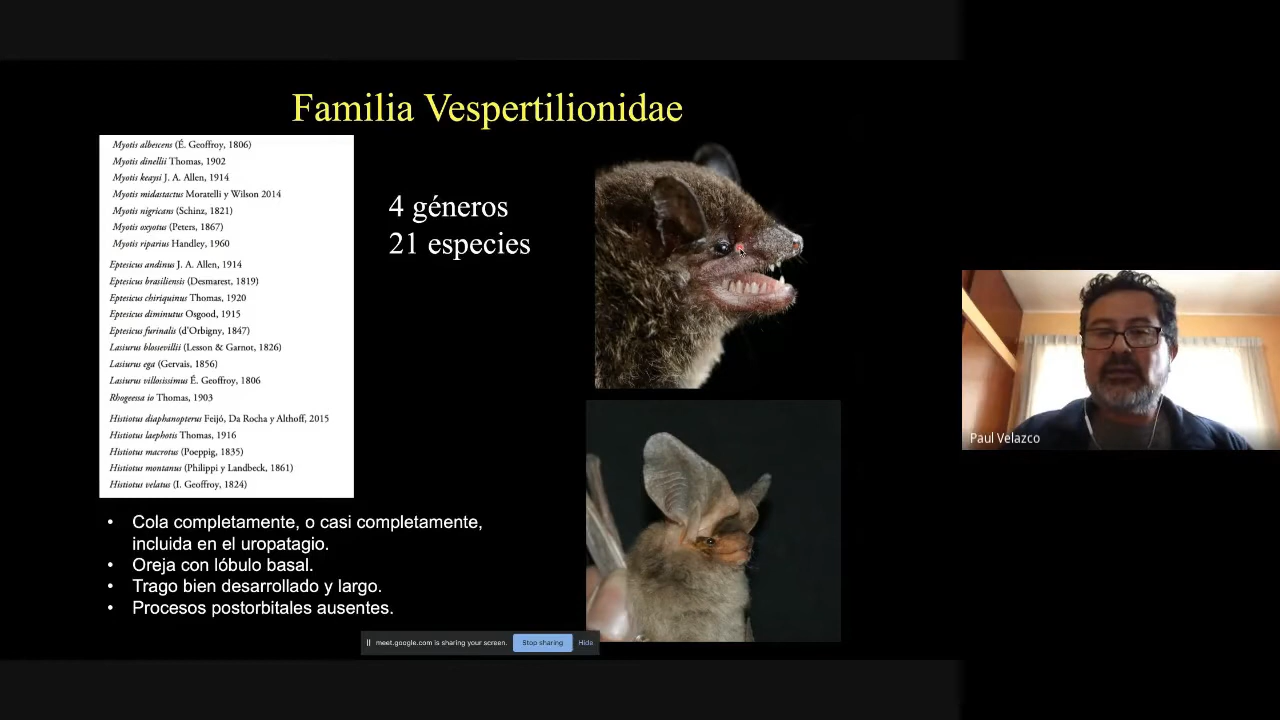 Familia Vespertilionidae
Myotis albescens (É. Geoffroy, 1806)
Myotis dinellii Thomas, 1902
Myotis keaysi J. A. Allen, 1914
Myotis midastactus Moratelli y Wilson 2014
Myotis nigricans (Schinz, 1821)
Myotis oxyotus (Peters, 1867)
Myotis riparius Handley, 1960
Eptesicus andinus J. A. Allen, 1914
Eptesicus brasiliensis (Desmarest, 1819)
Eptesicus chiriquinus Thomas, 1920
Eptesicus diminutus Osgood, 1915
Eptesicus furinalis (d'Orbigny, 1847)
Lasiurus blossevillii (Lesson & Garnot, 1826)
Lasiurus ega (Gervais, 1856)
Lasiurus villosissimus É. Geoffroy, 1806
Rhogeessa io Thomas, 1903
Histiotus diaphanopterus Feijó, Da Rocha y Althoff, 2015
Histiotus laephotis Thomas, 1916
Histiotus macrotus (Poeppig, 1835)
Histiotus montanus (Philippi y Landbeck, 1861)
Histiotus velatus (I. Geoffroy, 1824)
4 géneros
21 especies
• Cola completamente, o casi completamente,
incluida en el uropatagio.
• Oreja con lóbulo basal.
• Trago bien desarrollado y largo.
• Procesos postorbitales ausentes.
meet.google.com is sharing your screen. Stop sharing Hide
Paul Velazco